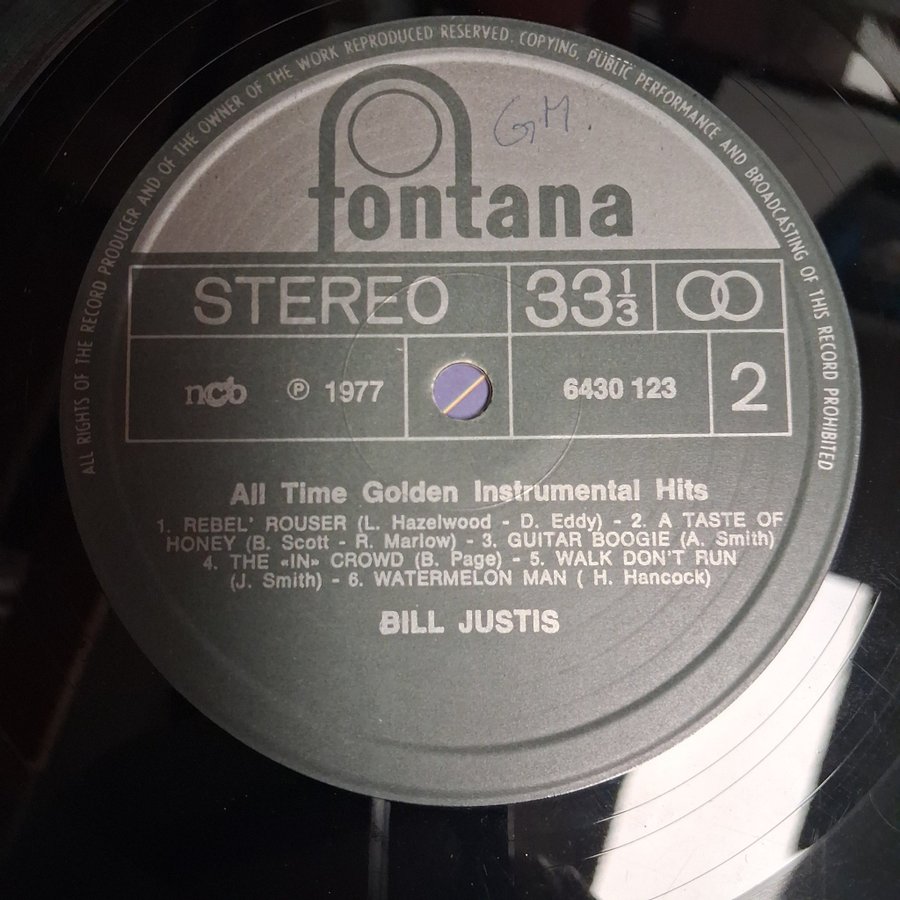 ALL RIGHTS OF THE RECORD PRODUCER AND OF THE OWNER OF THE WORK REPRODUCED RESERVED. COPYING, PUBLIC PERFORMANCE AND BROADCASTING OF THIS RECORD PROHIBITED
GM.
fontana
STEREO 33 1/3
ncb ℗ 1977 6430 123 2
All Time Golden Instrumental Hits
1. REBEL' ROUSER (L. Hazelwood - D. Eddy) - 2. A TASTE OF
HONEY (B. Scott - R. Marlow) - 3. GUITAR BOOGIE (A. Smith)
4. THE «IN» CROWD (B. Page) - 5. WALK DON'T RUN
(J. Smith) - 6. WATERMELON MAN ( H. Hancock)
BILL JUSTIS